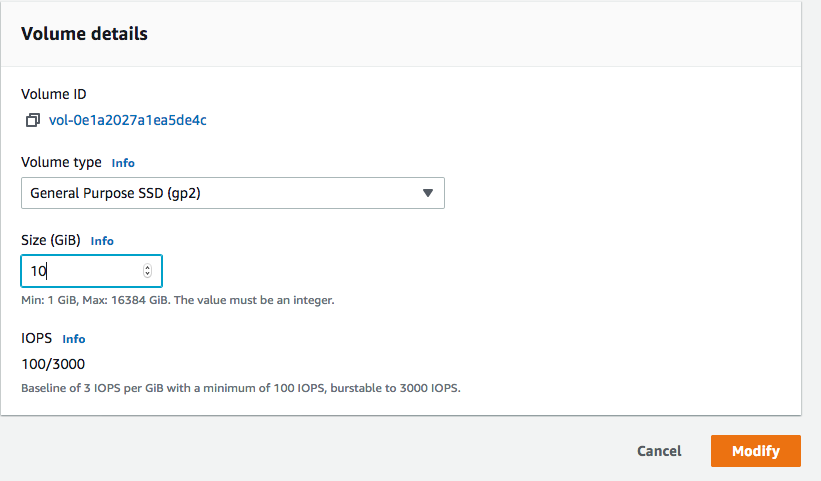 Volume details
Volume ID
vol-0e1a2027a1ea5de4c
Volume type Info
General Purpose SSD (gp2)
Size (GiB) Info
10
Min: 1 GiB, Max: 16384 GiB. The value must be an integer.
IOPS Info
100/3000
Baseline of 3 IOPS per GiB with a minimum of 100 IOPS, burstable to 3000 IOPS.
Cancel Modify